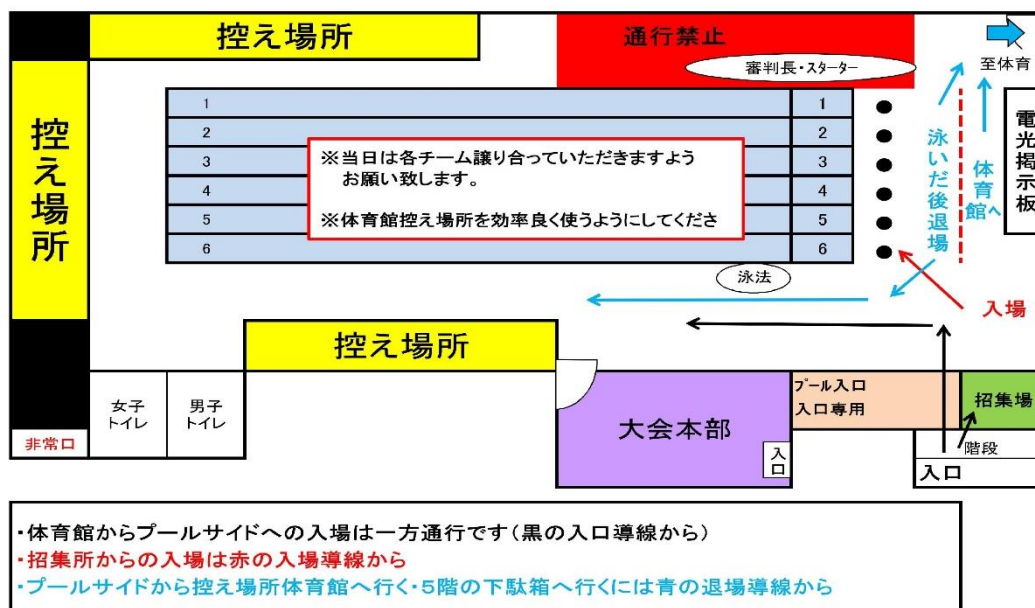 控え場所
通行禁止
至体育
審判長・スターター
控え場所
1
1
2
2
3
3
4
4
5
5
6
6
※当日は各チーム譲り合っていただきますよう
お願い致します。
※体育館控え場所を効率良く使うようにしてくださ
泳いだ後退場
体育館へ
電光掲示板
泳法
入場
控え場所
女子
トイレ
男子
トイレ
非常口
大会本部
入口
プール入口
入口専用
招集場
階段
入口
・体育館からプールサイドへの入場は一方通行です(黒の入口導線から)
・招集所からの入場は赤の入場導線から
・プールサイドから控え場所体育館へ行く・5階の下駄箱へ行くには青の退場導線から